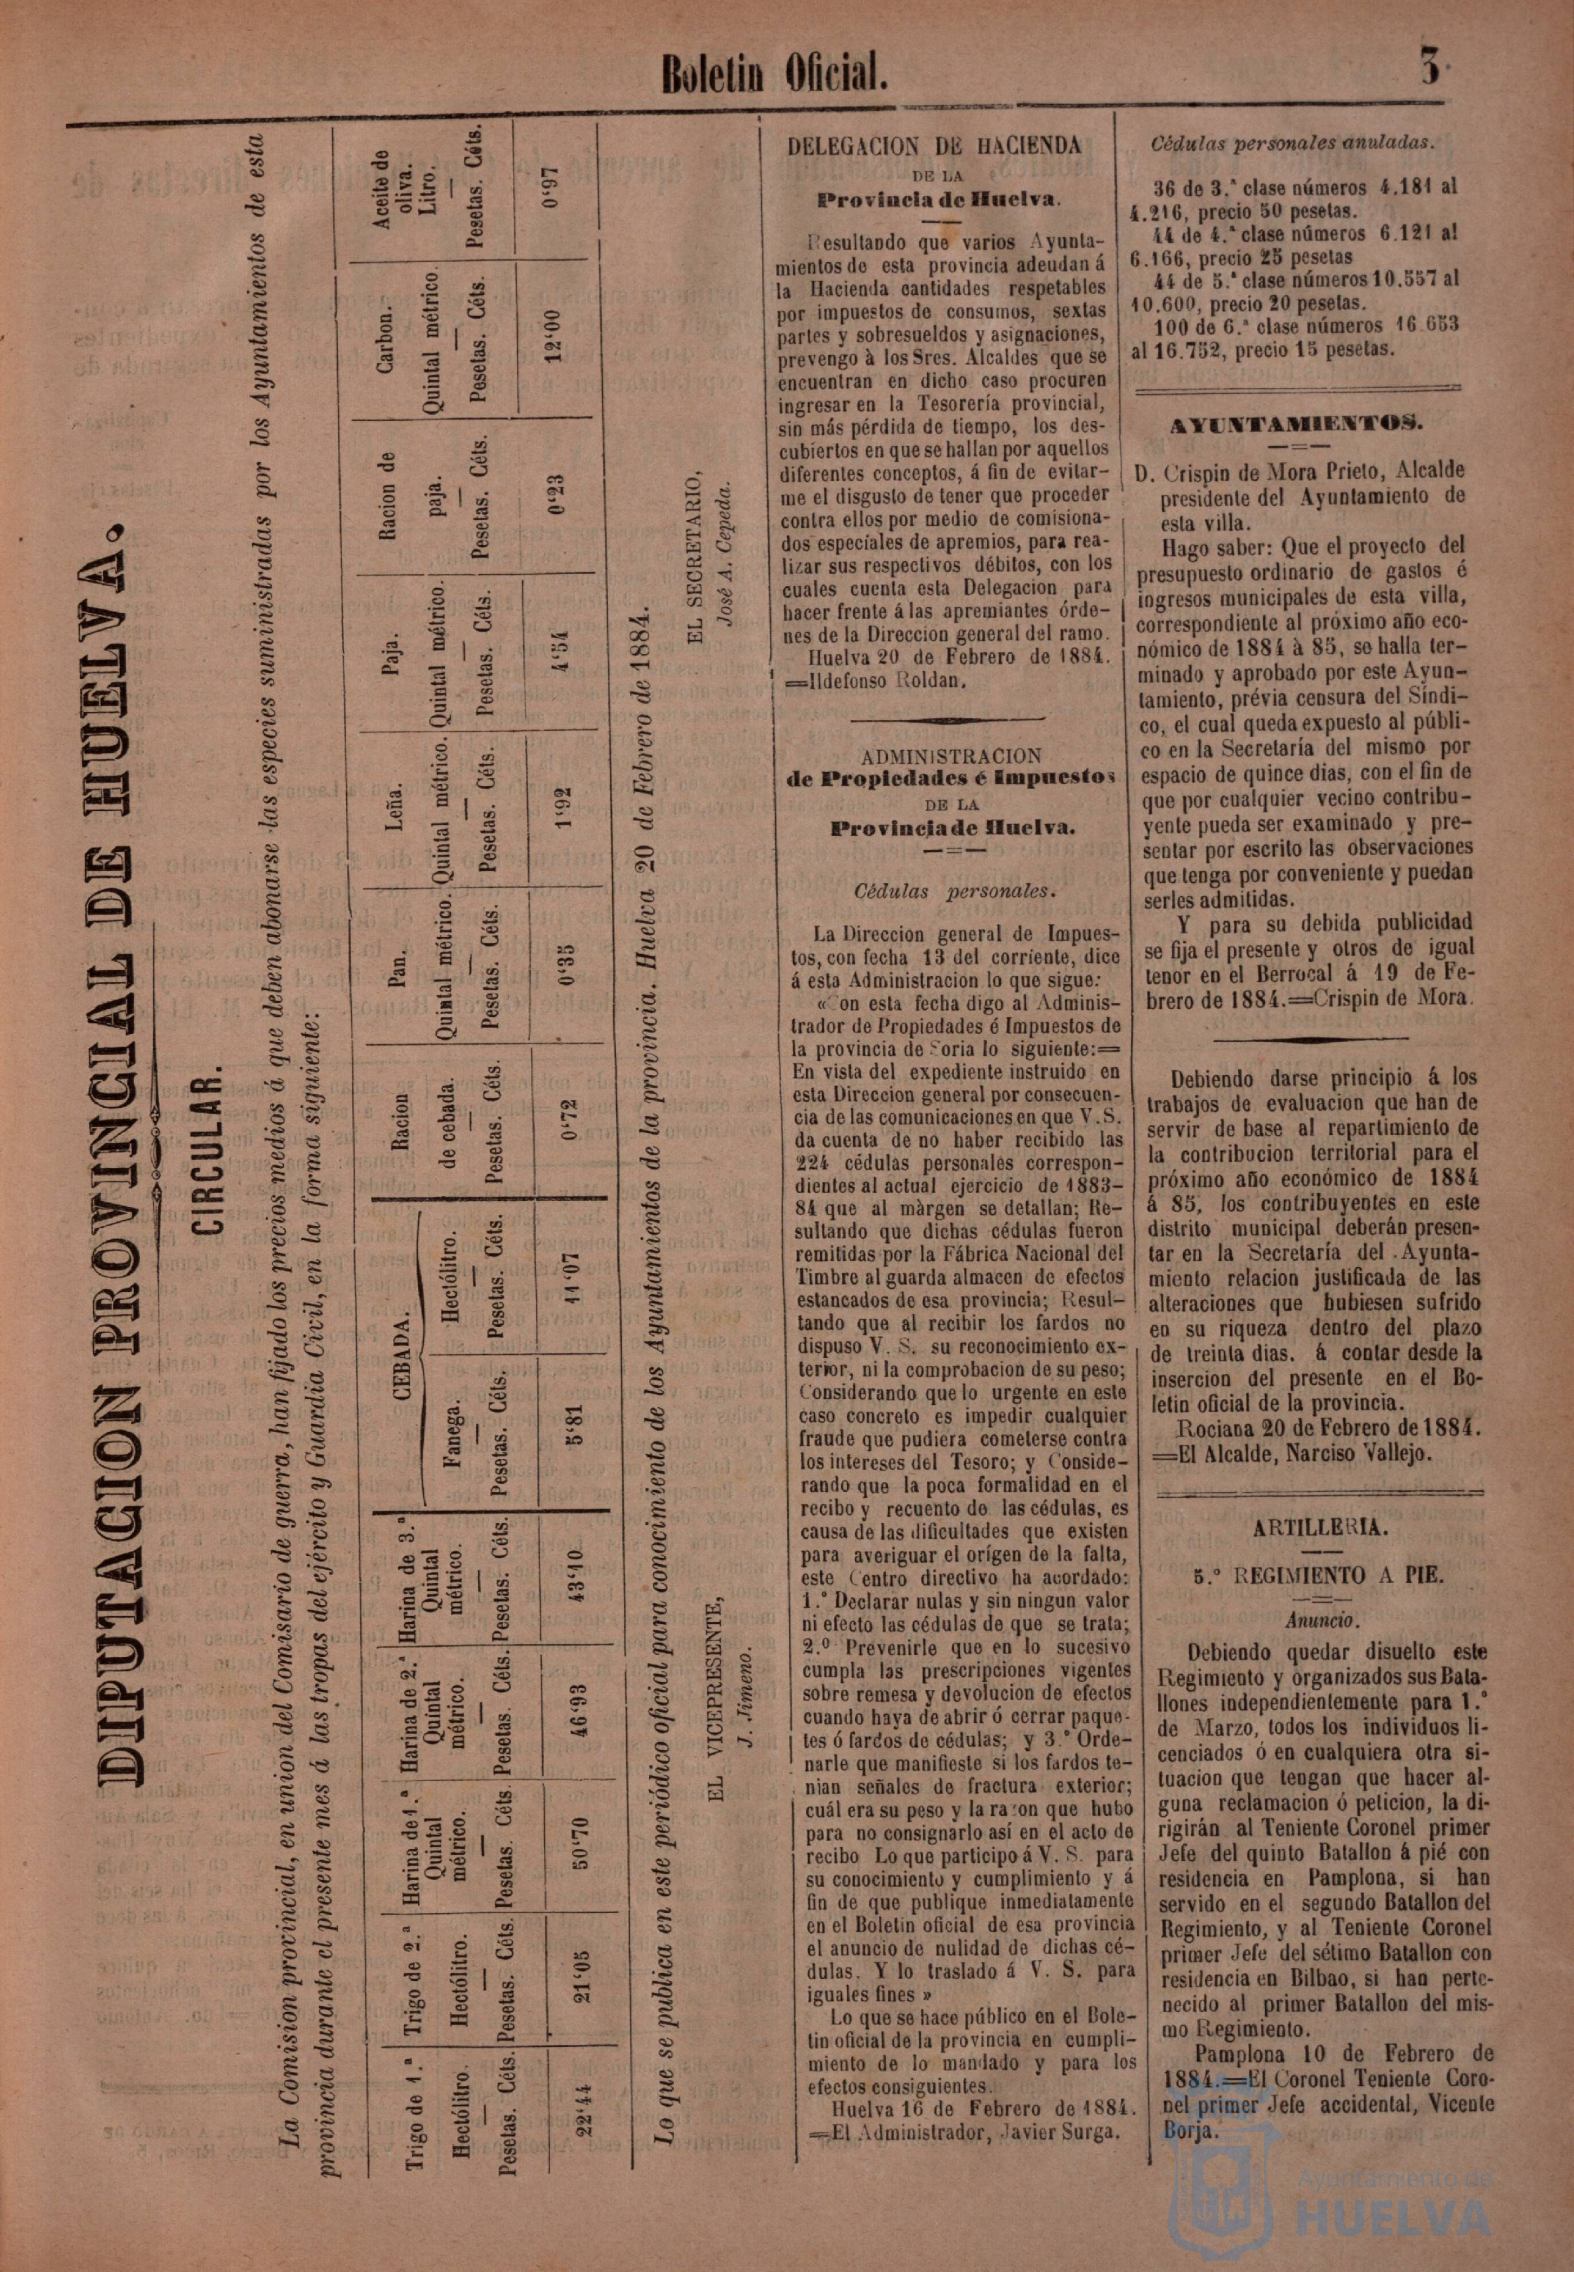 Boletin Oficial.
3
DIPUTACION PROVINCIAL DE HUELVA.
CIRCULAR.
La Comision provincial, en union del Comisario de guerra, han fijado los precios medios á que deben abonarse las especies suministradas por los Ayuntamientos de esta
provincia durante el presente mes á las tropas del ejército y Guardia Civil, en la forma siguiente:
Trigo de 1.ª
Hectólitro.
Pesetas. Céts.
22'44
Trigo de 2.ª
Hectólitro.
Pesetas. Céts.
21'05
Harina de 1.ª
Quintal
métrico.
Pesetas. Céts.
50'70
Harina de 2.ª
Quintal
métrico.
Pesetas. Céts.
46'93
Harina de 3.ª
Quintal
métrico.
Pesetas. Céts.
43'10
CEBADA.
Fanega.
Pesetas. Céts.
5'81
Hectólitro.
Pesetas. Céts.
11'07
Racion
de cebada.
Pesetas. Céts.
0'72
Pan.
Quintal métrico.
Pesetas. Céts.
0'35
Leña.
Quintal métrico.
Pesetas. Céts.
1'92
Paja.
Quintal métrico.
Pesetas. Céts.
4'54
Racion de
paja.
Pesetas. Céts.
0'23
Carbon.
Quintal métrico.
Pesetas. Céts.
12'00
Aceite de
oliva.
Litro.
Pesetas. Céts.
0'97
Lo que se publica en este periódico oficial para conocimiento de los Ayuntamientos de la provincia. Huelva 20 de Febrero de 1884.
EL VICEPRESENTE,
J. Jimeno.
EL SECRETARIO,
José A. Cepeda.
DELEGACION DE HACIENDA
DE LA
Provincia de Huelva.
Resultando que varios Ayunta-
mientos de esta provincia adeudan á
la Hacienda cantidades respetables
por impuestos de consumos, sextas
partes y sobresueldos y asignaciones,
prevengo à los Sres. Alcaldes que se
encuentran en dicho caso procuren
ingresar en la Tesorería provincial,
sin más pérdida de tiempo, los des-
cubiertos en que se hallan por aquellos
diferentes conceptos, á fin de evitar-
me el disgusto de tener que proceder
contra ellos por medio de comisiona-
dos especiales de apremios, para rea-
lizar sus respectivos débitos, con los
cuales cuenta esta Delegacion para
hacer frente á las apremiantes órde-
nes de la Direccion general del ramo.
Huelva 20 de Febrero de 1884.
=Ildefonso Roldan.
ADMINISTRACION
de Propiedades é Impuestos
DE LA
Provincia de Huelva.
Cédulas personales.
La Direccion general de Impues-
tos, con fecha 13 del corriente, dice
á esta Administracion lo que sigue:
«Con esta fecha digo al Adminis-
trador de Propiedades é Impuestos de
la provincia de Soria lo siguiente:=
En vista del expediente instruido en
esta Direccion general por consecuen-
cia de las comunicaciones en que V. S.
da cuenta de no haber recibido las
224 cédulas personales correspon-
dientes al actual ejercicio de 1883-
84 que al màrgen se detallan; Re-
sultando que dichas cédulas fueron
remitidas por la Fábrica Nacional del
Timbre al guarda almacen de efectos
estancados de esa provincia; Resul-
tando que al recibir los fardos no
dispuso V. S. su reconocimiento ex-
terior, ni la comprobacion de su peso;
Considerando que lo urgente en este
caso concreto es impedir cualquier
fraude que pudiera cometerse contra
los intereses del Tesoro; y Conside-
rando que la poca formalidad en el
recibo y recuento de las cédulas, es
causa de las dificultades que existen
para averiguar el orígen de la falta,
este Centro directivo ha acordado:
1.º Declarar nulas y sin ningun valor
ni efecto las cédulas de que se trata;
2.º Prevenirle que en lo sucesivo
cumpla las prescripciones vigentes
sobre remesa y devolucion de efectos
cuando haya de abrir ó cerrar paque-
tes ó fardos de cédulas; y 3.º Orde-
narle que manifieste si los fardos te-
nian señales de fractura exterior;
cuál era su peso y la razon que hubo
para no consignarlo así en el acto de
recibo Lo que participo á V. S. para
su conocimiento y cumplimiento y á
fin de que publique inmediatamente
en el Boletin oficial de esa provincia
el anuncio de nulidad de dichas cé-
dulas. Y lo traslado á V. S. para
iguales fines »
Lo que se hace público en el Bole-
tin oficial de la provincia en cumpli-
miento de lo mandado y para los
efectos consiguientes.
Huelva 16 de Febrero de 1884.
=El Administrador, Javier Surga.
Cédulas personales anuladas.
36 de 3.ª clase números 4.181 al
4.216, precio 50 pesetas.
44 de 4.ª clase números 6.121 al
6.166, precio 25 pesetas
44 de 5.ª clase números 10.557 al
10.600, precio 20 pesetas.
100 de 6.ª clase números 16.653
al 16.752, precio 15 pesetas.
AYUNTAMIENTOS.
D. Crispin de Mora Prieto, Alcalde
presidente del Ayuntamiento de
esta villa.
Hago saber: Que el proyecto del
presupuesto ordinario de gastos é
ingresos municipales de esta villa,
correspondiente al próximo año eco-
nómico de 1884 à 85, se halla ter-
minado y aprobado por este Ayun-
tamiento, prévia censura del Síndi-
co, el cual queda expuesto al públi-
co en la Secretaría del mismo por
espacio de quince dias, con el fin de
que por cualquier vecino contribu-
yente pueda ser examinado y pre-
sentar por escrito las observaciones
que tenga por conveniente y puedan
serles admitidas.
Y para su debida publicidad
se fija el presente y otros de igual
tenor en el Berrocal á 19 de Fe-
brero de 1884.=Crispin de Mora.
Debiendo darse principio á los
trabajos de evaluacion que han de
servir de base al repartimiento de
la contribucion territorial para el
próximo año económico de 1884
á 85, los contribuyentes en este
distrito municipal deberán presen-
tar en la Secretaría del Ayunta-
miento relacion justificada de las
alteraciones que hubiesen sufrido
en su riqueza dentro del plazo
de treinta dias. á contar desde la
insercion del presente en el Bo-
letin oficial de la provincia.
Rociana 20 de Febrero de 1884.
=El Alcalde, Narciso Vallejo.
ARTILLERIA.
5.º REGIMIENTO A PIE.
Anuncio.
Debiendo quedar disuelto este
Regimiento y organizados sus Bata-
llones independientemente para 1.º
de Marzo, todos los individuos li-
cenciados ó en cualquiera otra si-
tuacion que tengan que hacer al-
guna reclamacion ó peticion, la di-
rigirán al Teniente Coronel primer
Jefe del quinto Batallon á pié con
residencia en Pamplona, si han
servido en el segundo Batallon del
Regimiento, y al Teniente Coronel
primer Jefe del sétimo Batallon con
residencia en Bilbao, si han perte-
necido al primer Batallon del mis-
mo Regimiento.
Pamplona 10 de Febrero de
1884.=El Coronel Teniente Coro-
nel primer Jefe accidental, Vicente
Borja.
Ayuntamiento de
HUELVA